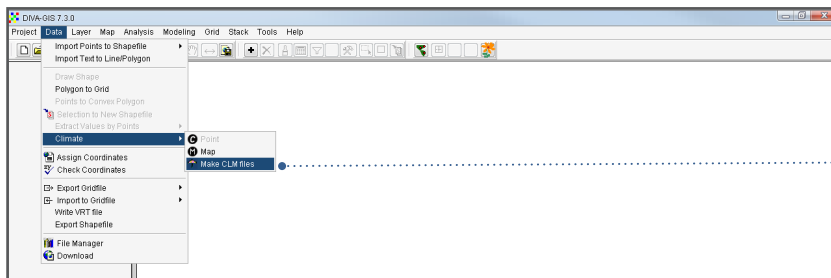 DIVA-GIS 7.3.0
Project Data Layer Map Analysis Modeling Grid Stack Tools Help
Import Points to Shapefile
Import Text to Line/Polygon
Draw Shape
Polygon to Grid
Points to Convex Polygon
Selection to New Shapefile
Extract Values by Points
Climate
Point
Map
Make CLM files
Assign Coordinates
Check Coordinates
Export Gridfile
Import to Gridfile
Write VRT file
Export Shapefile
File Manager
Download